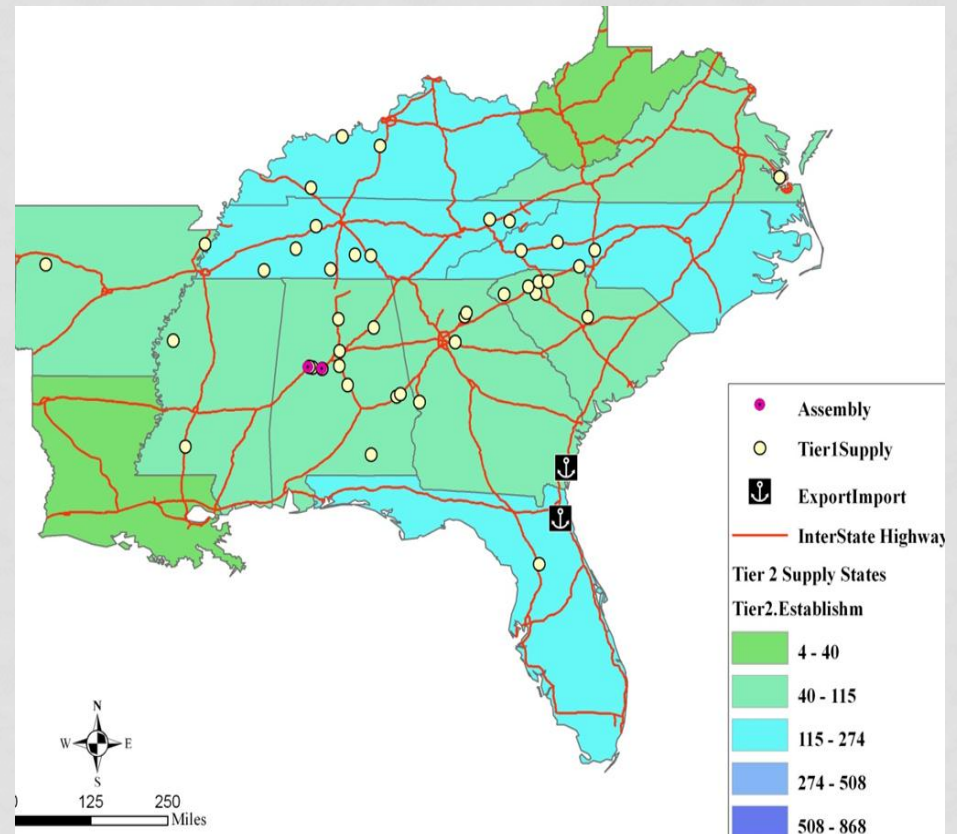 Assembly
Tier1Supply
ExportImport
InterState Highway
Tier 2 Supply States
Tier2.Establishm
4 - 40
40 - 115
115 - 274
274 - 508
508 - 868
N
W E
S
125 250
Miles